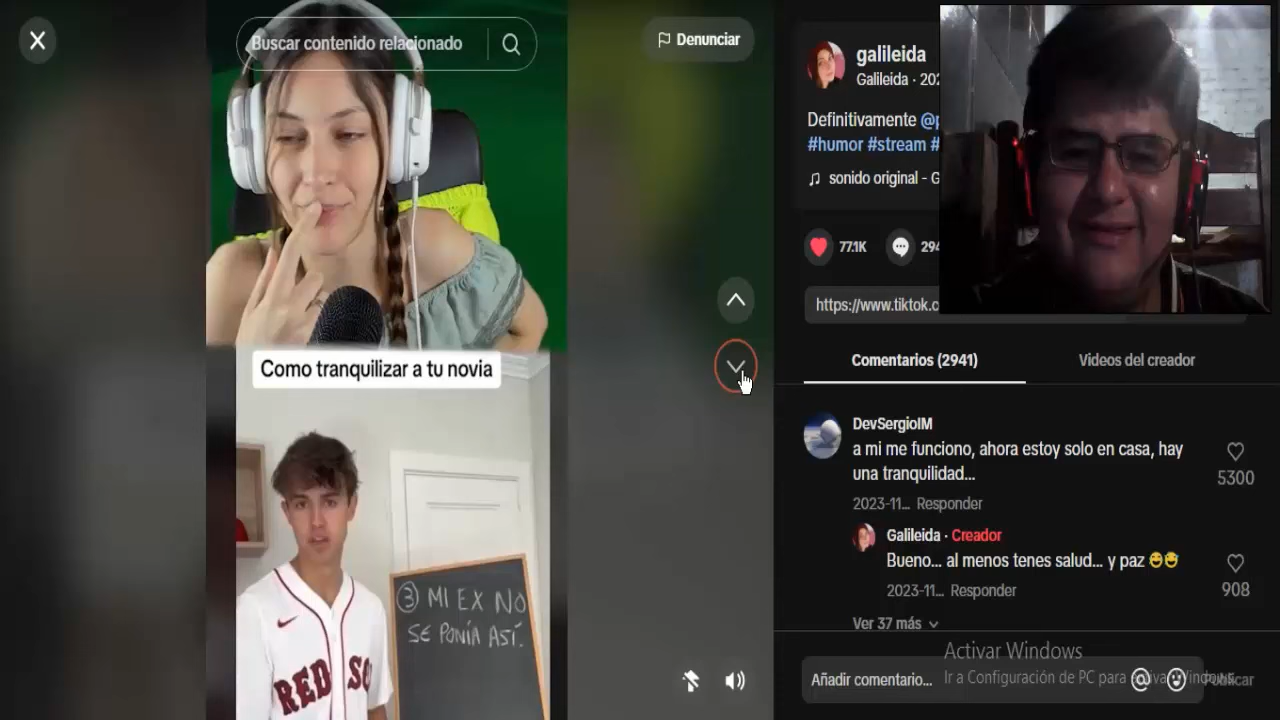 Buscar contenido relacionado
Denunciar
Como tranquilizar a tu novia
③ MI EX NO
SE PONÍA ASÍ.
RED SO
galileida
Galileida · 202
Definitivamente @p
#humor #stream #
sonido original - G
77.1K
294
https://www.tiktok.c
Comentarios (2941)
Videos del creador
DevSergioIM
a mi me funciono, ahora estoy solo en casa, hay
una tranquilidad...
5300
2023-11... Responder
Galileida · Creador
Bueno... al menos tenes salud... y paz 😄😅
908
2023-11... Responder
Ver 37 más
Activar Windows
Ir a Configuración de PC para activar Windows.
Añadir comentario...
Publicar